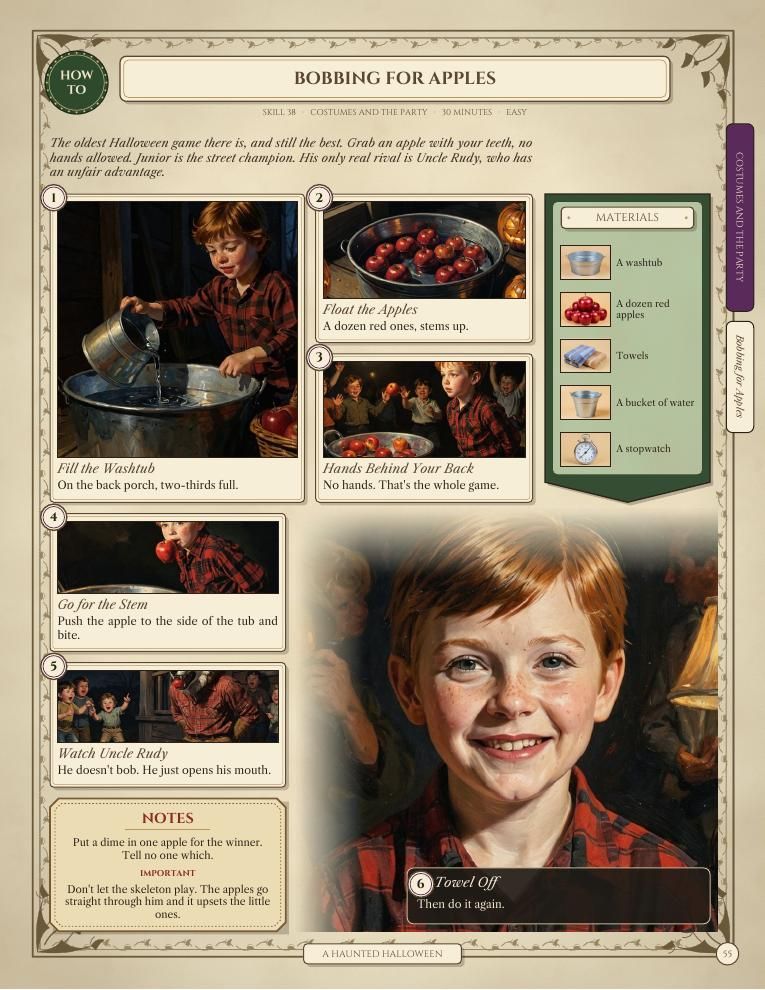 HOW
TO
BOBBING FOR APPLES
SKILL 38 · COSTUMES AND THE PARTY · 30 MINUTES · EASY
The oldest Halloween game there is, and still the best. Grab an apple with your teeth, no
hands allowed. Junior is the street champion. His only real rival is Uncle Rudy, who has
an unfair advantage.
1
Fill the Washtub
On the back porch, two-thirds full.
2
Float the Apples
A dozen red ones, stems up.
3
Hands Behind Your Back
No hands. That's the whole game.
MATERIALS
A washtub
A dozen red
apples
Towels
A bucket of water
A stopwatch
COSTUMES AND THE PARTY
Bobbing for Apples
4
Go for the Stem
Push the apple to the side of the tub and
bite.
5
Watch Uncle Rudy
He doesn't bob. He just opens his mouth.
NOTES
Put a dime in one apple for the winner.
Tell no one which.
IMPORTANT
Don't let the skeleton play. The apples go
straight through him and it upsets the little
ones.
6 Towel Off
Then do it again.
A HAUNTED HALLOWEEN
55